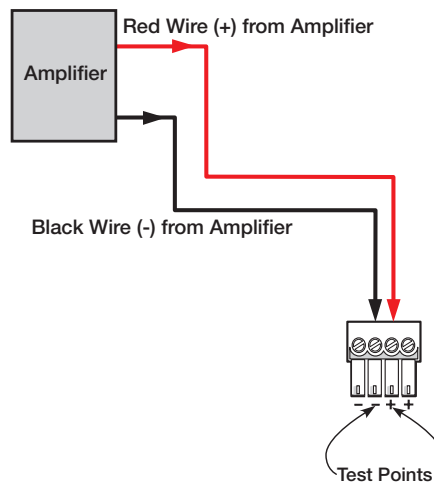 Red Wire (+) from Amplifier
Amplifier
Black Wire (-) from Amplifier
- - + +
Test Points